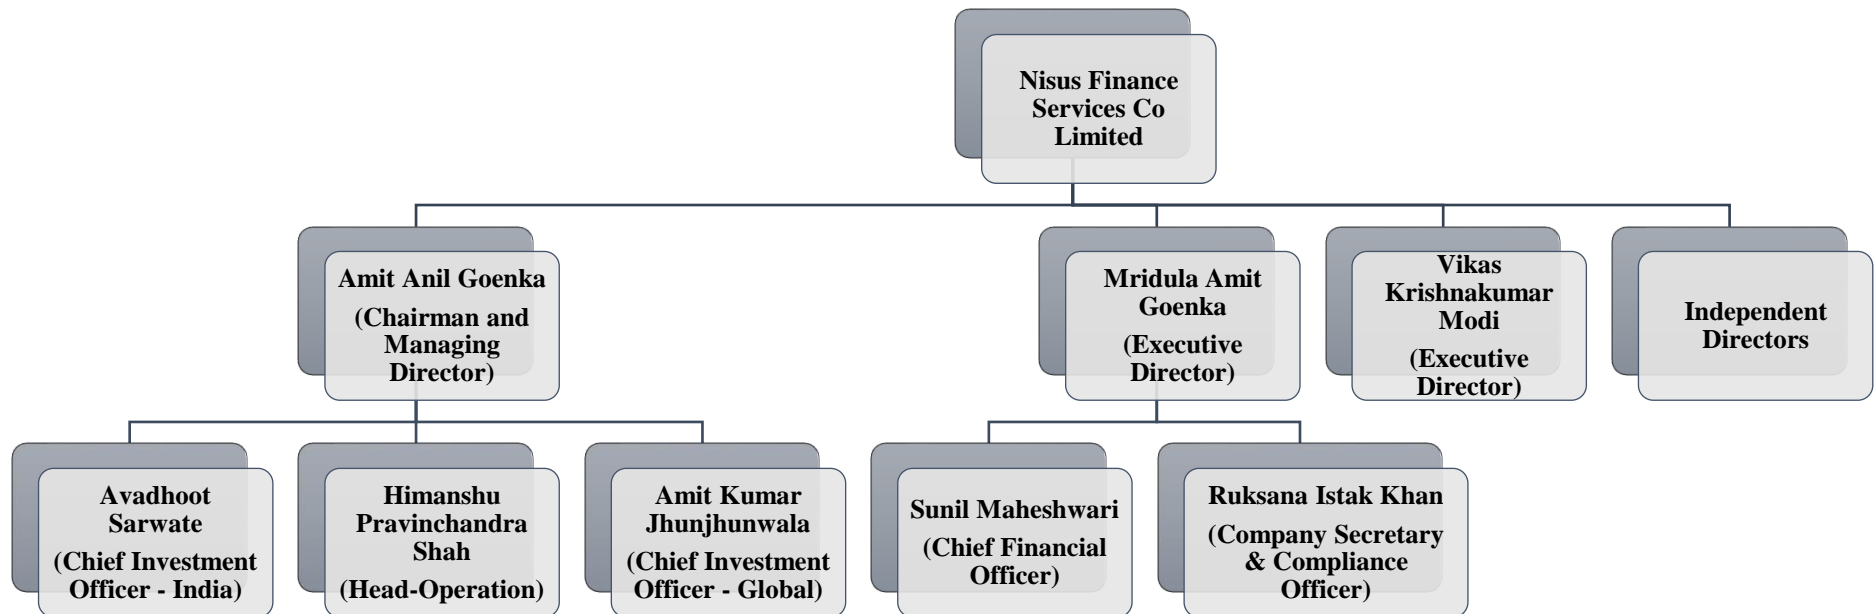 Nisus Finance
Services Co
Limited
Amit Anil Goenka
(Chairman and
Managing
Director)
Mridula Amit
Goenka
(Executive
Director)
Vikas
Krishnakumar
Modi
(Executive
Director)
Independent
Directors
Avadhoot
Sarwate
(Chief Investment
Officer - India)
Himanshu
Pravinchandra
Shah
(Head-Operation)
Amit Kumar
Jhunjhunwala
(Chief Investment
Officer - Global)
Sunil Maheshwari
(Chief Financial
Officer)
Ruksana Istak Khan
(Company Secretary
& Compliance
Officer)